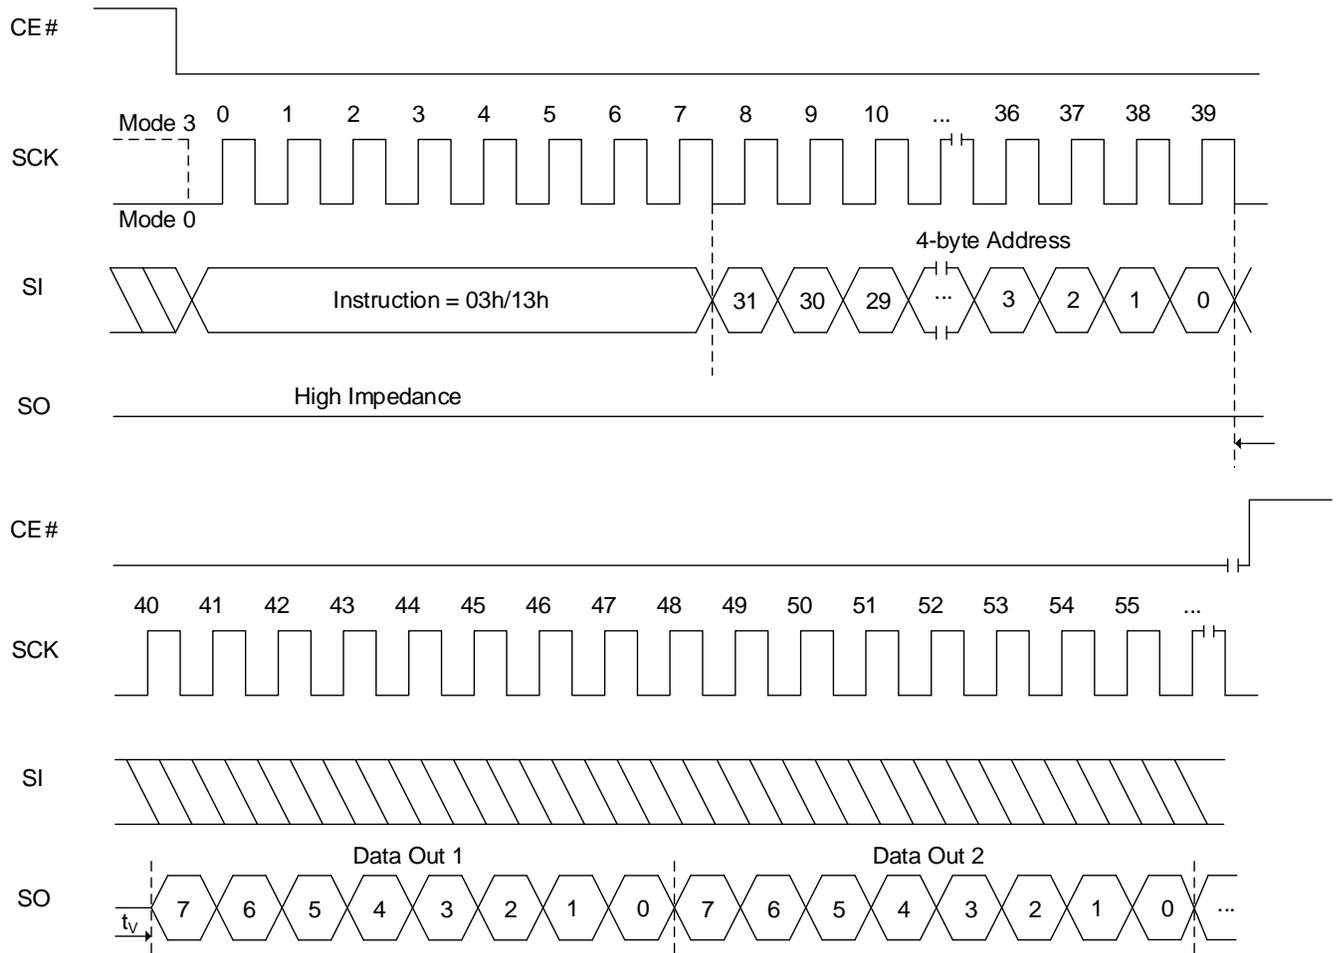 CE#
0 1 2 3 4 5 6 7 8 9 10 ... 36 37 38 39
Mode 3
SCK
Mode 0
4-byte Address
SI
Instruction = 03h/13h 31 30 29 ... 3 2 1 0
High Impedance
SO
CE#
40 41 42 43 44 45 46 47 48 49 50 51 52 53 54 55 ...
SCK
SI
Data Out 1 Data Out 2
SO
7 6 5 4 3 2 1 0 7 6 5 4 3 2 1 0 ...
tV